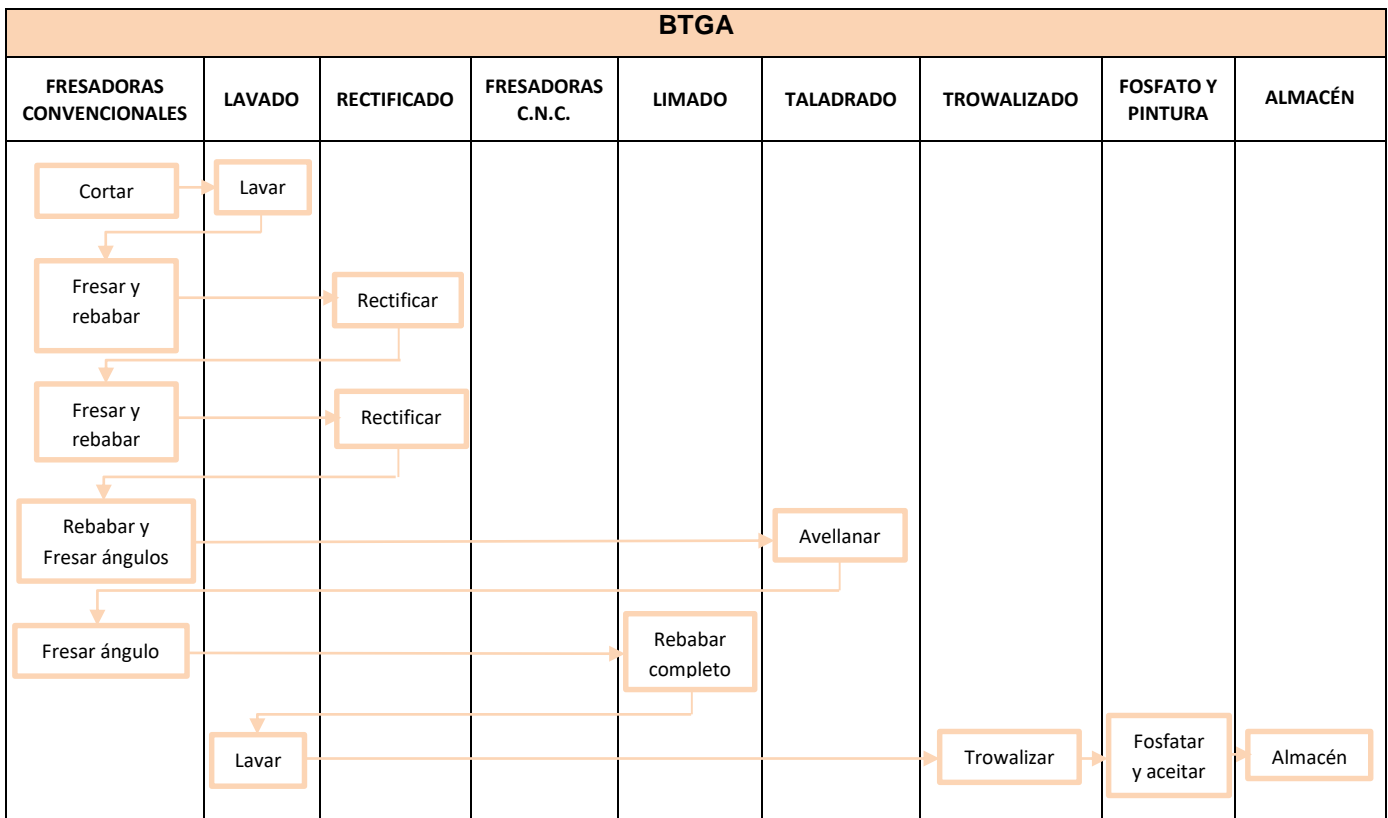 BTGA
FRESADORAS
CONVENCIONALES
LAVADO
RECTIFICADO
FRESADORAS
C.N.C.
LIMADO
TALADRADO
TROWALIZADO
FOSFATO Y
PINTURA
ALMACÉN
Cortar
Lavar
Fresar y
rebabar
Rectificar
Fresar y
rebabar
Rectificar
Rebabar y
Fresar ángulos
Avellanar
Fresar ángulo
Rebabar
completo
Lavar
Trowalizar
Fosfatar
y aceitar
Almacén